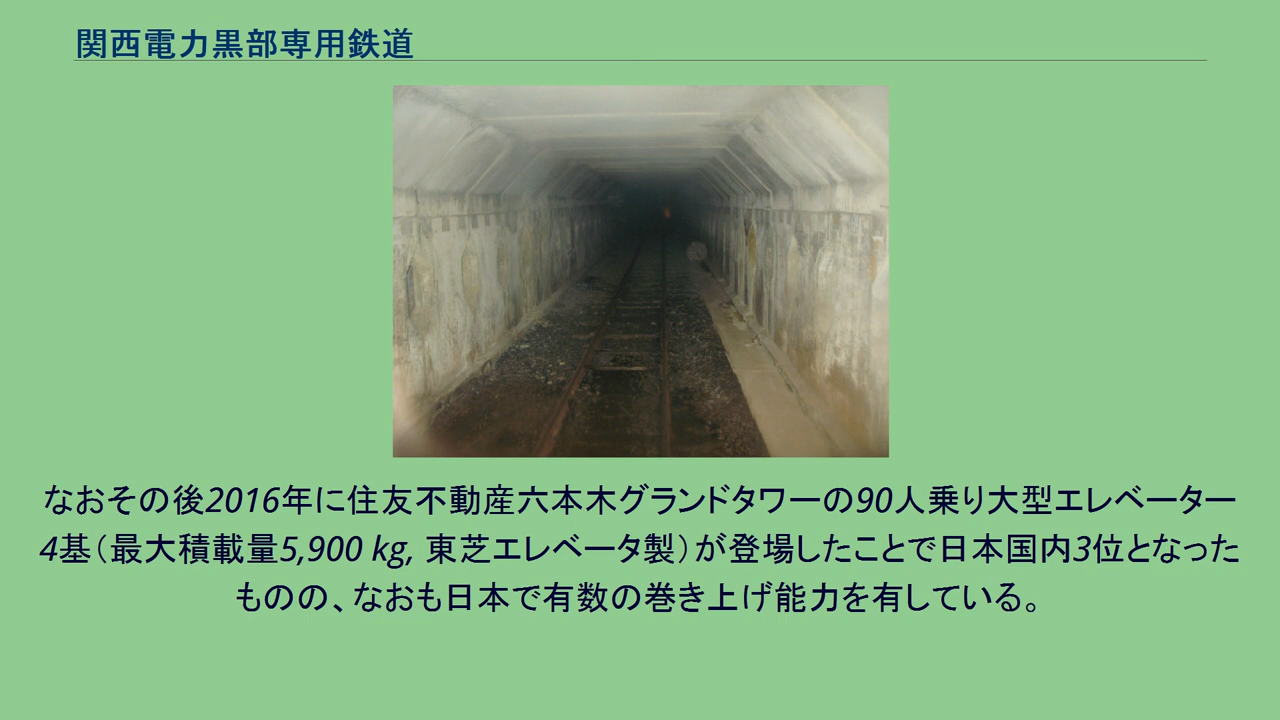 関西電力黒部専用鉄道
なおその後2016年に住友不動産六本木グランドタワーの90人乗り大型エレベーター
4基（最大積載量5,900 kg, 東芝エレベータ製）が登場したことで日本国内3位となった
ものの、なおも日本で有数の巻き上げ能力を有している。